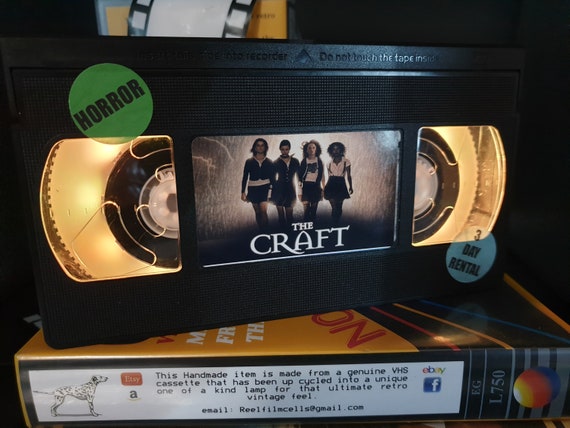 Do not touch the tape inside
HORROR
THE
CRAFT
3
DAY
RENTAL
NO
Etsy
a
This Handmade item is made from a genuine VHS
cassette that has been up cycled into a unique
one of a kind lamp for that ultimate retro
vintage feel.
email: Reelfilmcells@gmail.com
ebay
f
EG
L750